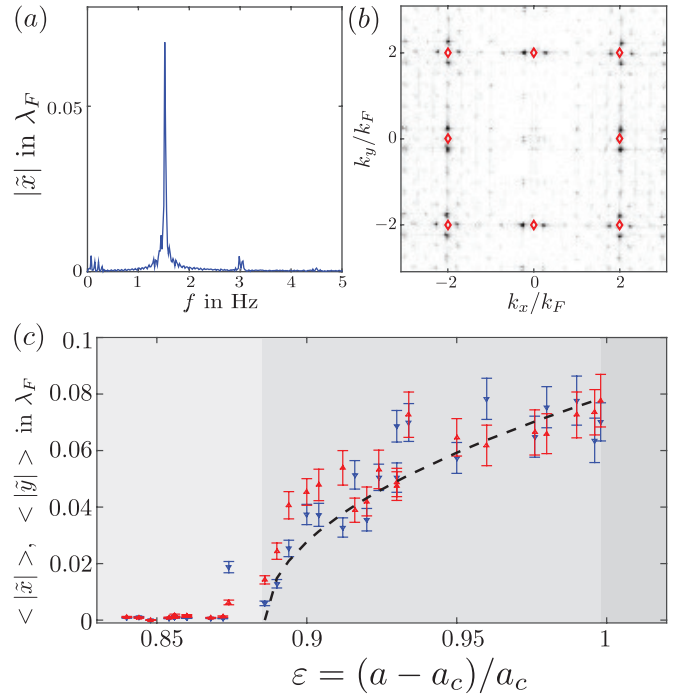 (a)
|x̃| in λ_F
0.05
0
0 1 2 3 4 5
f in Hz
(b)
k_y/k_F
2
0
−2
−2 0 2
k_x/k_F
(c)
< |x̃| >, < |ỹ| > in λ_F
0.1
0.08
0.06
0.04
0.02
0
0.85 0.9 0.95 1
ε = (a − a_c)/a_c